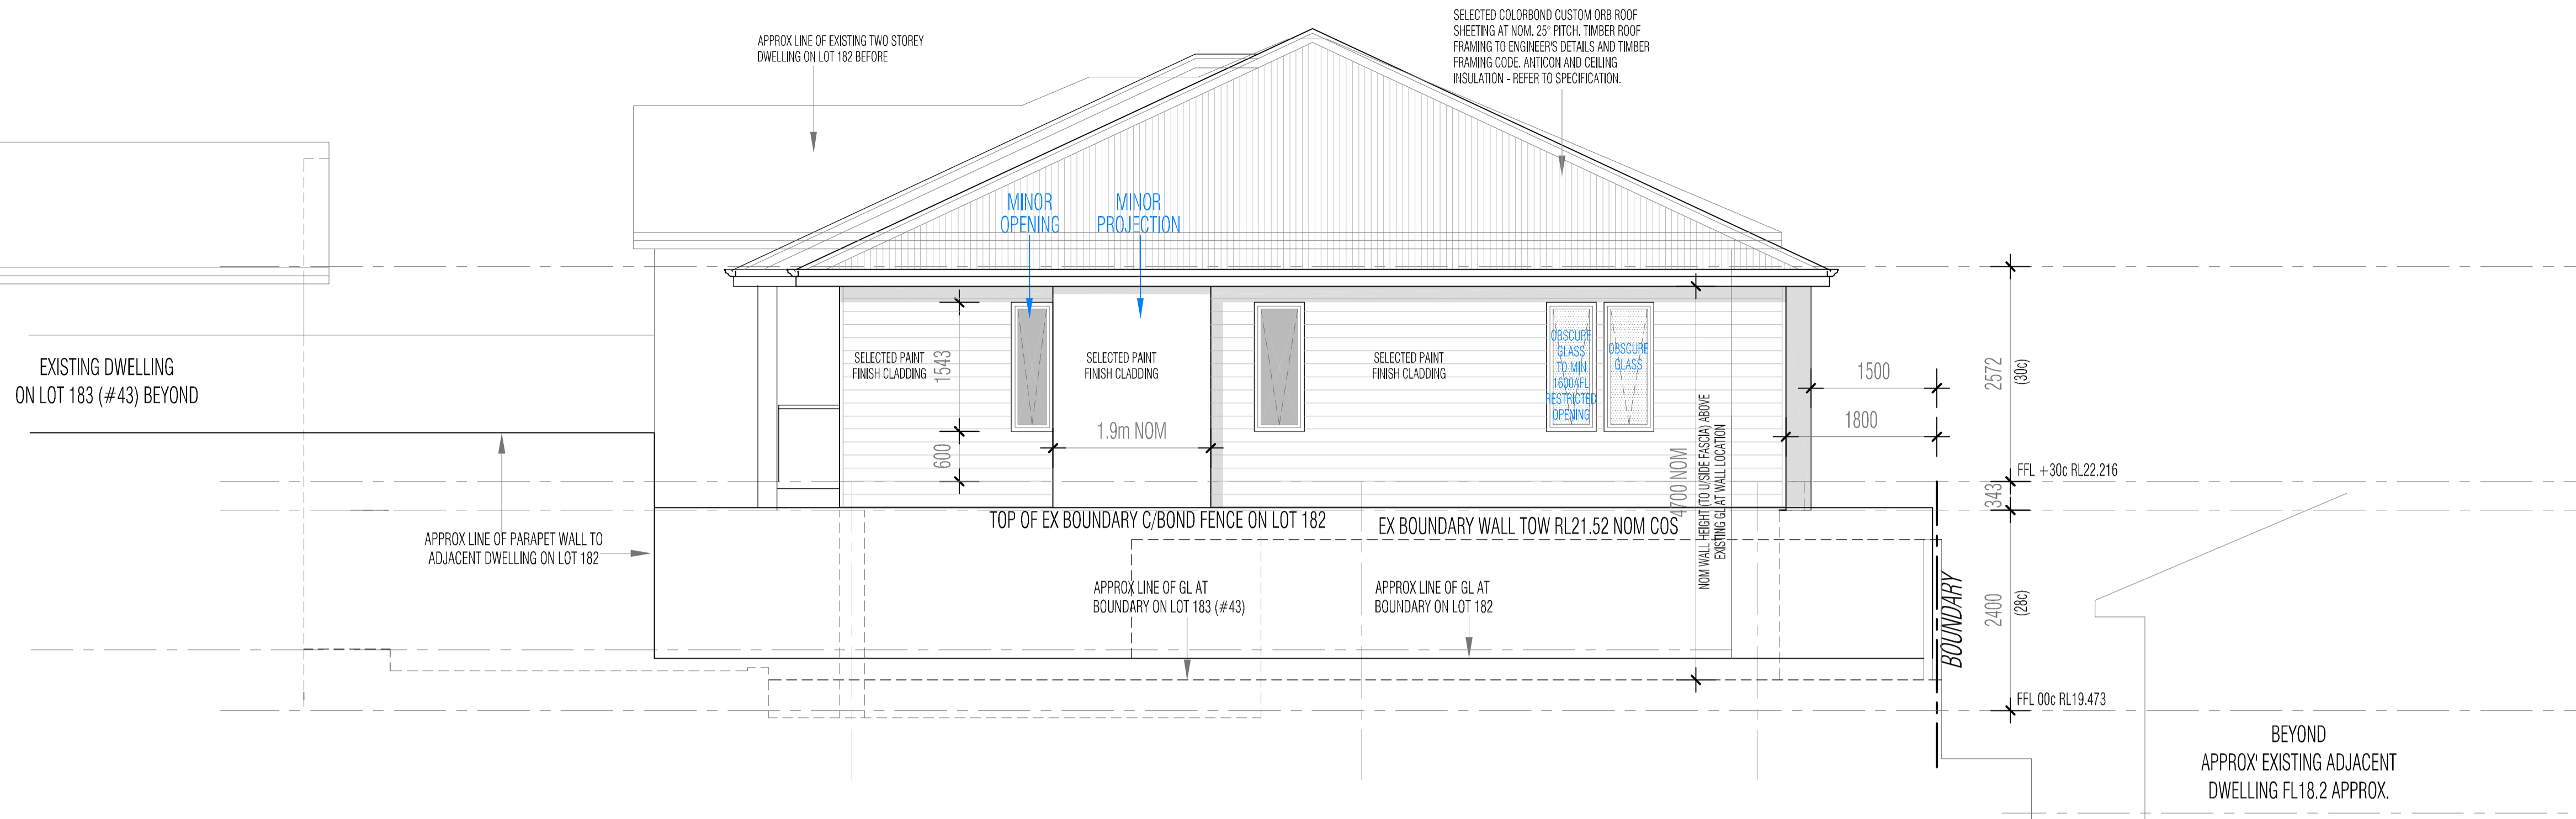 SELECTED COLORBOND CUSTOM ORB ROOF
SHEETING AT NOM. 25° PITCH. TIMBER ROOF
FRAMING TO ENGINEER'S DETAILS AND TIMBER
FRAMING CODE. ANTICON AND CEILING
INSULATION - REFER TO SPECIFICATION.
APPROX LINE OF EXISTING TWO STOREY
DWELLING ON LOT 182 BEFORE
MINOR
OPENING
MINOR
PROJECTION
EXISTING DWELLING
ON LOT 183 (#43) BEYOND
SELECTED PAINT
FINISH CLADDING
1543
600
SELECTED PAINT
FINISH CLADDING
1.9m NOM
SELECTED PAINT
FINISH CLADDING
OBSCURE
GLASS
TO MIN
1600AFL
RESTRICTED
OPENING
OBSCURE
GLASS
4700 NOM
NOM WALL HEIGHT (TO U/SIDE FASCIA) ABOVE
EXISTING GL AT WALL LOCATION
1500
1800
2572
(30c)
FFL +30c RL22.216
343
2400
(28c)
FFL 00c RL19.473
TOP OF EX BOUNDARY C/BOND FENCE ON LOT 182
EX BOUNDARY WALL TOW RL21.52 NOM COS
APPROX LINE OF PARAPET WALL TO
ADJACENT DWELLING ON LOT 182
APPROX LINE OF GL AT
BOUNDARY ON LOT 183 (#43)
APPROX LINE OF GL AT
BOUNDARY ON LOT 182
BOUNDARY
BEYOND
APPROX' EXISTING ADJACENT
DWELLING FL18.2 APPROX.